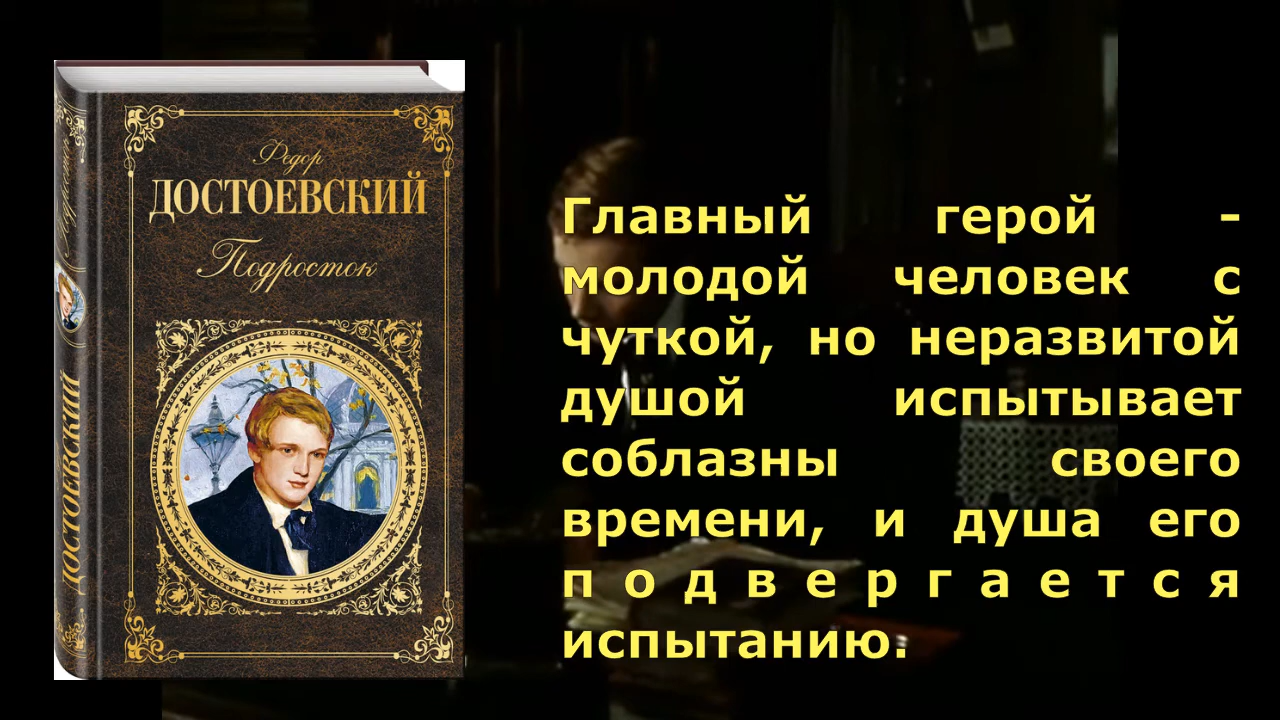 Федор
ДОСТОЕВСКИЙ
Подросток
Подросток
ДОСТОЕВСКИЙ
Главный герой -
молодой человек с
чуткой, но неразвитой
душой испытывает
соблазны своего
времени, и душа его
подвергается
испытанию.